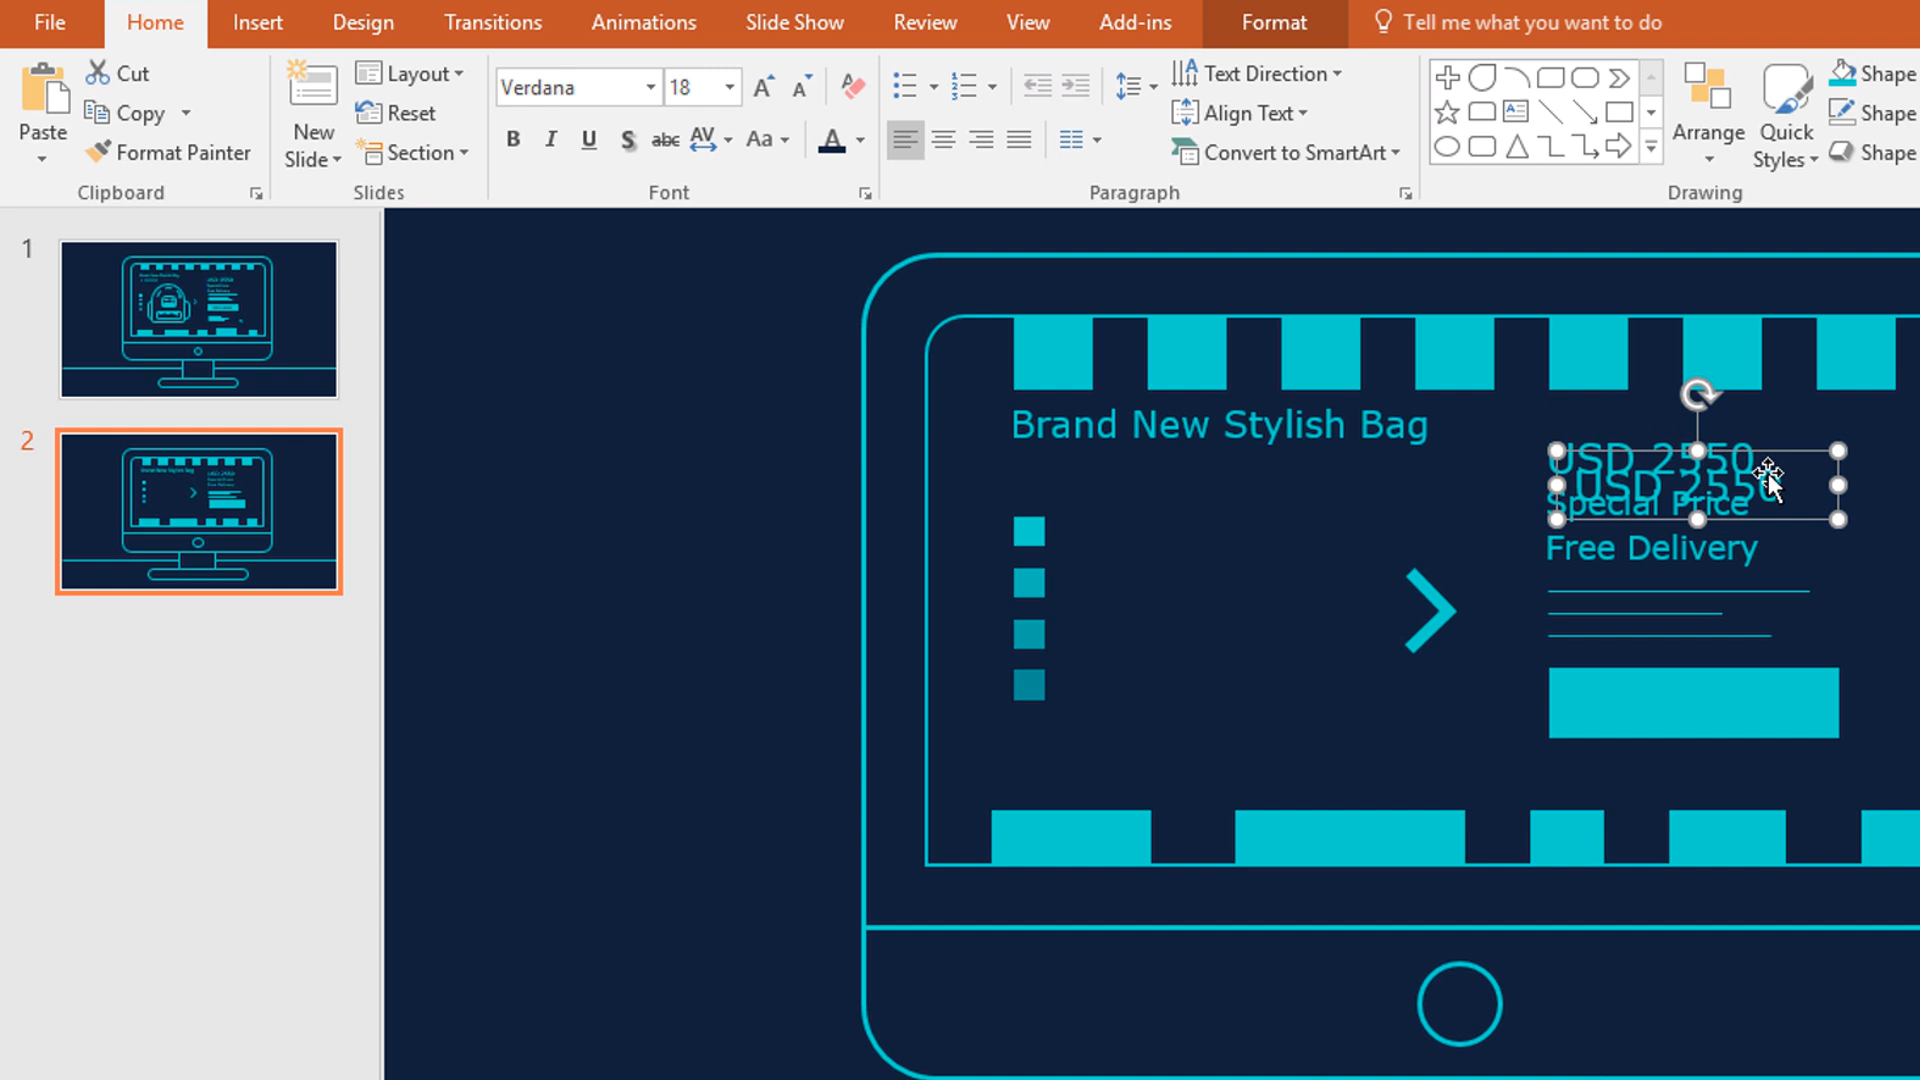 File Home Insert Design Transitions Animations Slide Show Review View Add-ins Format Tell me what you want to do
Paste
Cut
Copy
Format Painter
Clipboard
New
Slide
Layout
Reset
Section
Slides
Verdana 18
B I U S abc AV Aa A
Font
Text Direction
Align Text
Convert to SmartArt
Paragraph
Arrange
Quick
Styles
Shape
Shape
Shape
Drawing
1
2
Brand New Stylish Bag
USD 2550
USD 2550
Special Price
Free Delivery